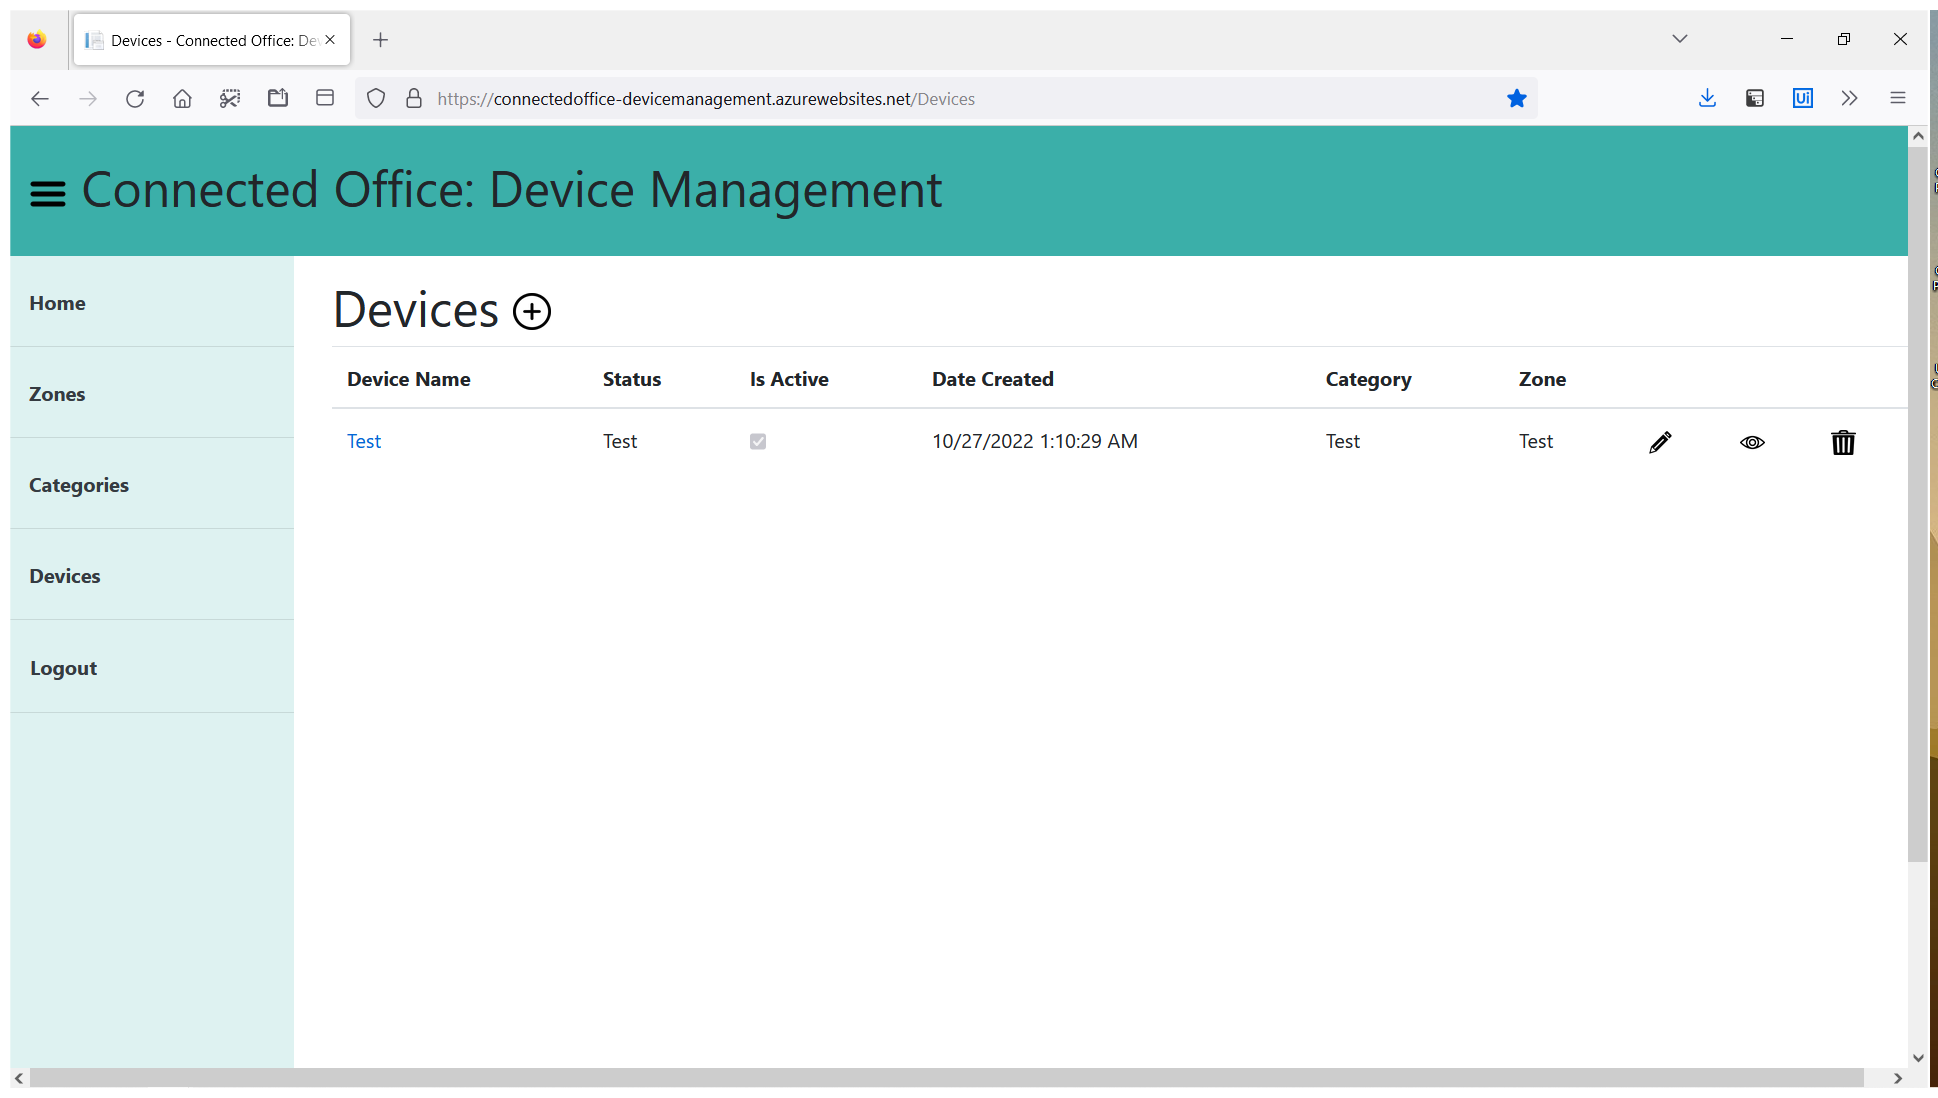 Devices - Connected Office: De
https://connectedoffice-devicemanagement.azurewebsites.net/Devices
Ui
Connected Office: Device Management
Home
Zones
Categories
Devices
Logout
Devices
Device Name Status Is Active Date Created Category Zone
Test Test 10/27/2022 1:10:29 AM Test Test